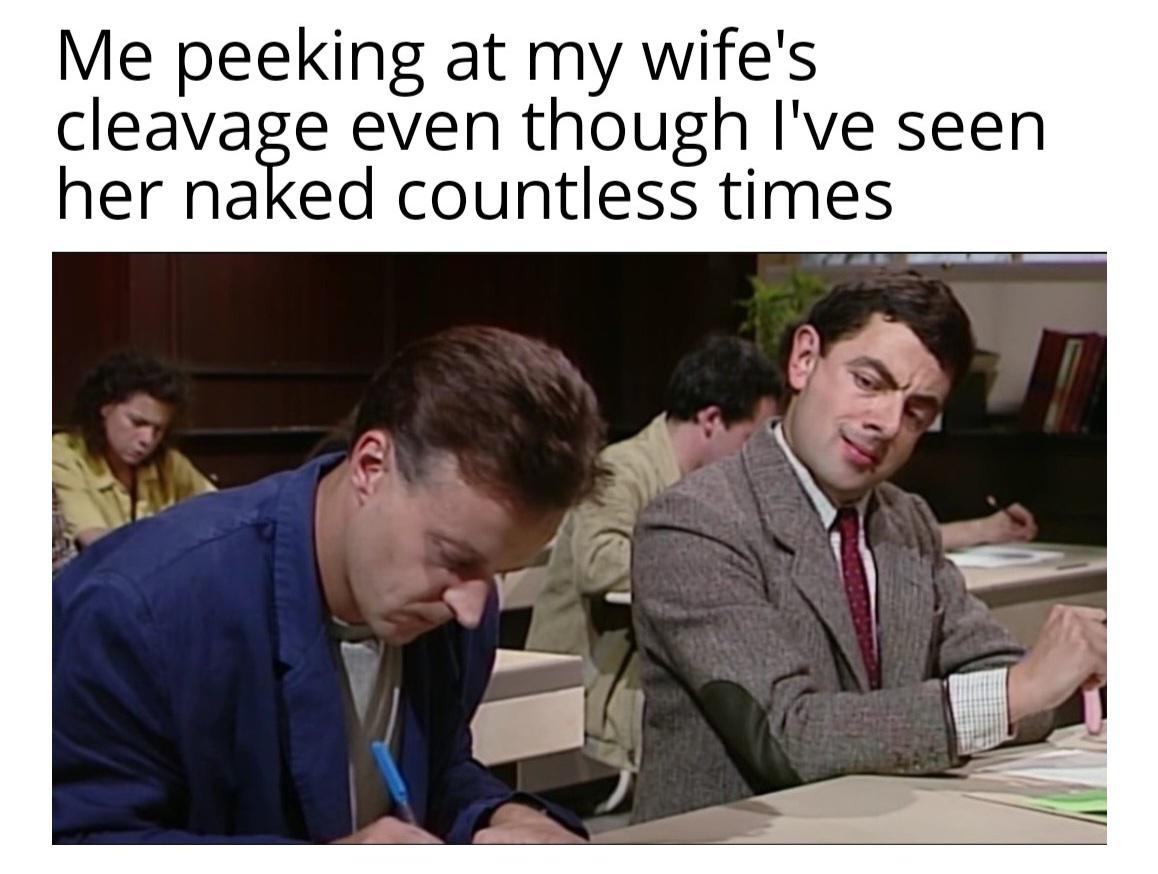 Me peeking at my wife's
cleavage even though I've seen
her naked countless times